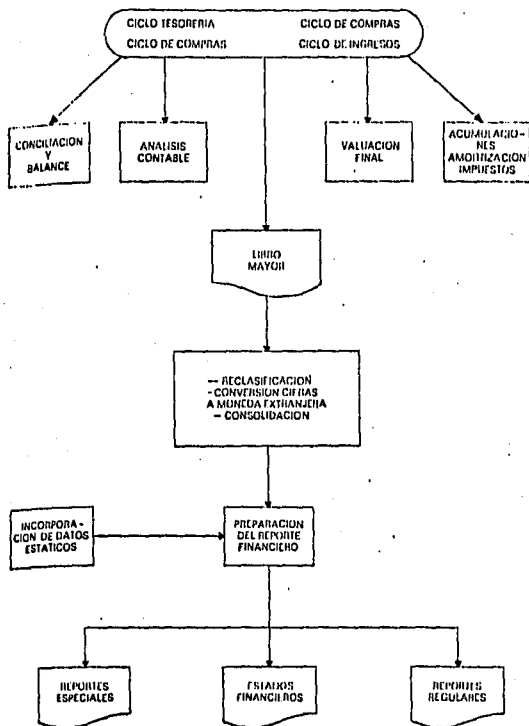 CICLO TESORERIA CICLO DE COMPRAS
CICLO DE COMPRAS CICLO DE INGRESOS
CONCILIACION
Y
BALANCE
ANALISIS
CONTABLE
VALUACION
FINAL
ACUMULACIO-
NES
AMORTIZACION
IMPUESTOS
LIBRO
MAYOR
— RECLASIFICACION
- CONVERSION CIFRAS
A MONEDA EXTRANJERA
— CONSOLIDACION
INCORPORA-
CION DE DATOS
ESTATICOS
PREPARACION
DEL REPORTE
FINANCIERO
REPORTES
ESPECIALES
ESTADOS
FINANCIEROS
REPORTES
REGULARES